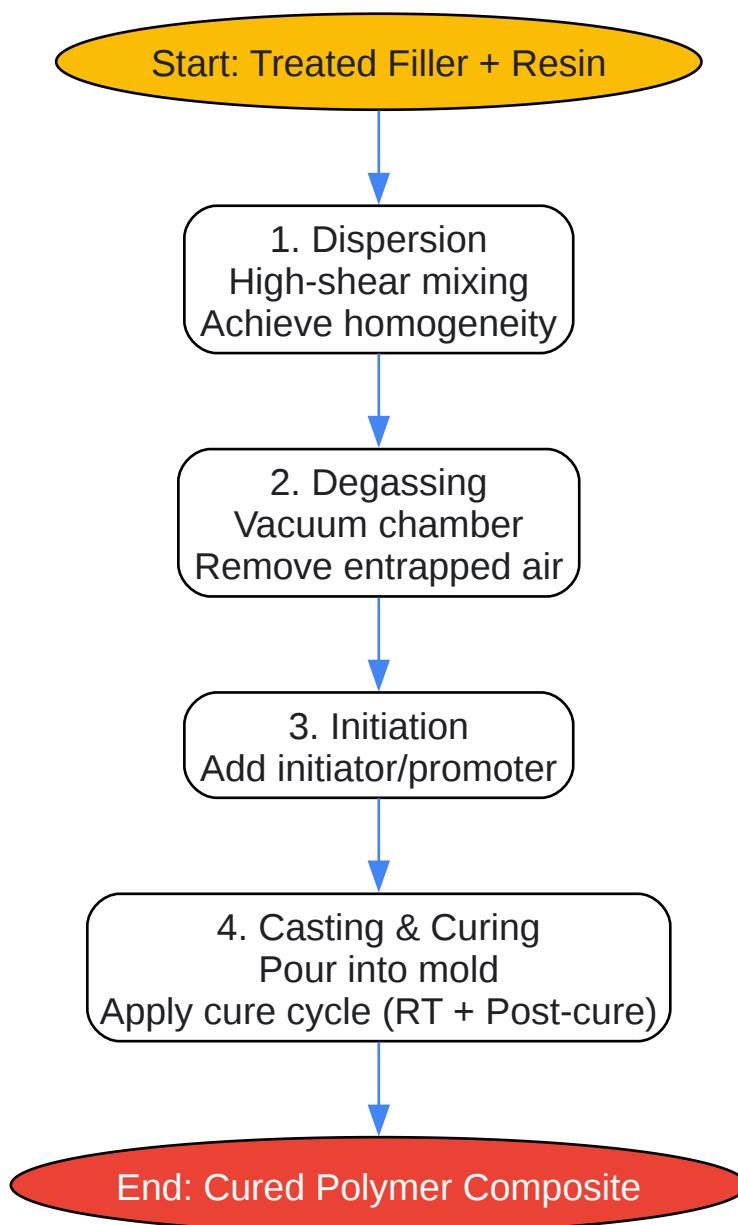 Start: Treated Filler + Resin
1. Dispersion
High-shear mixing
Achieve homogeneity
2. Degassing
Vacuum chamber
Remove entrapped air
3. Initiation
Add initiator/promoter
4. Casting & Curing
Pour into mold
Apply cure cycle (RT + Post-cure)
End: Cured Polymer Composite